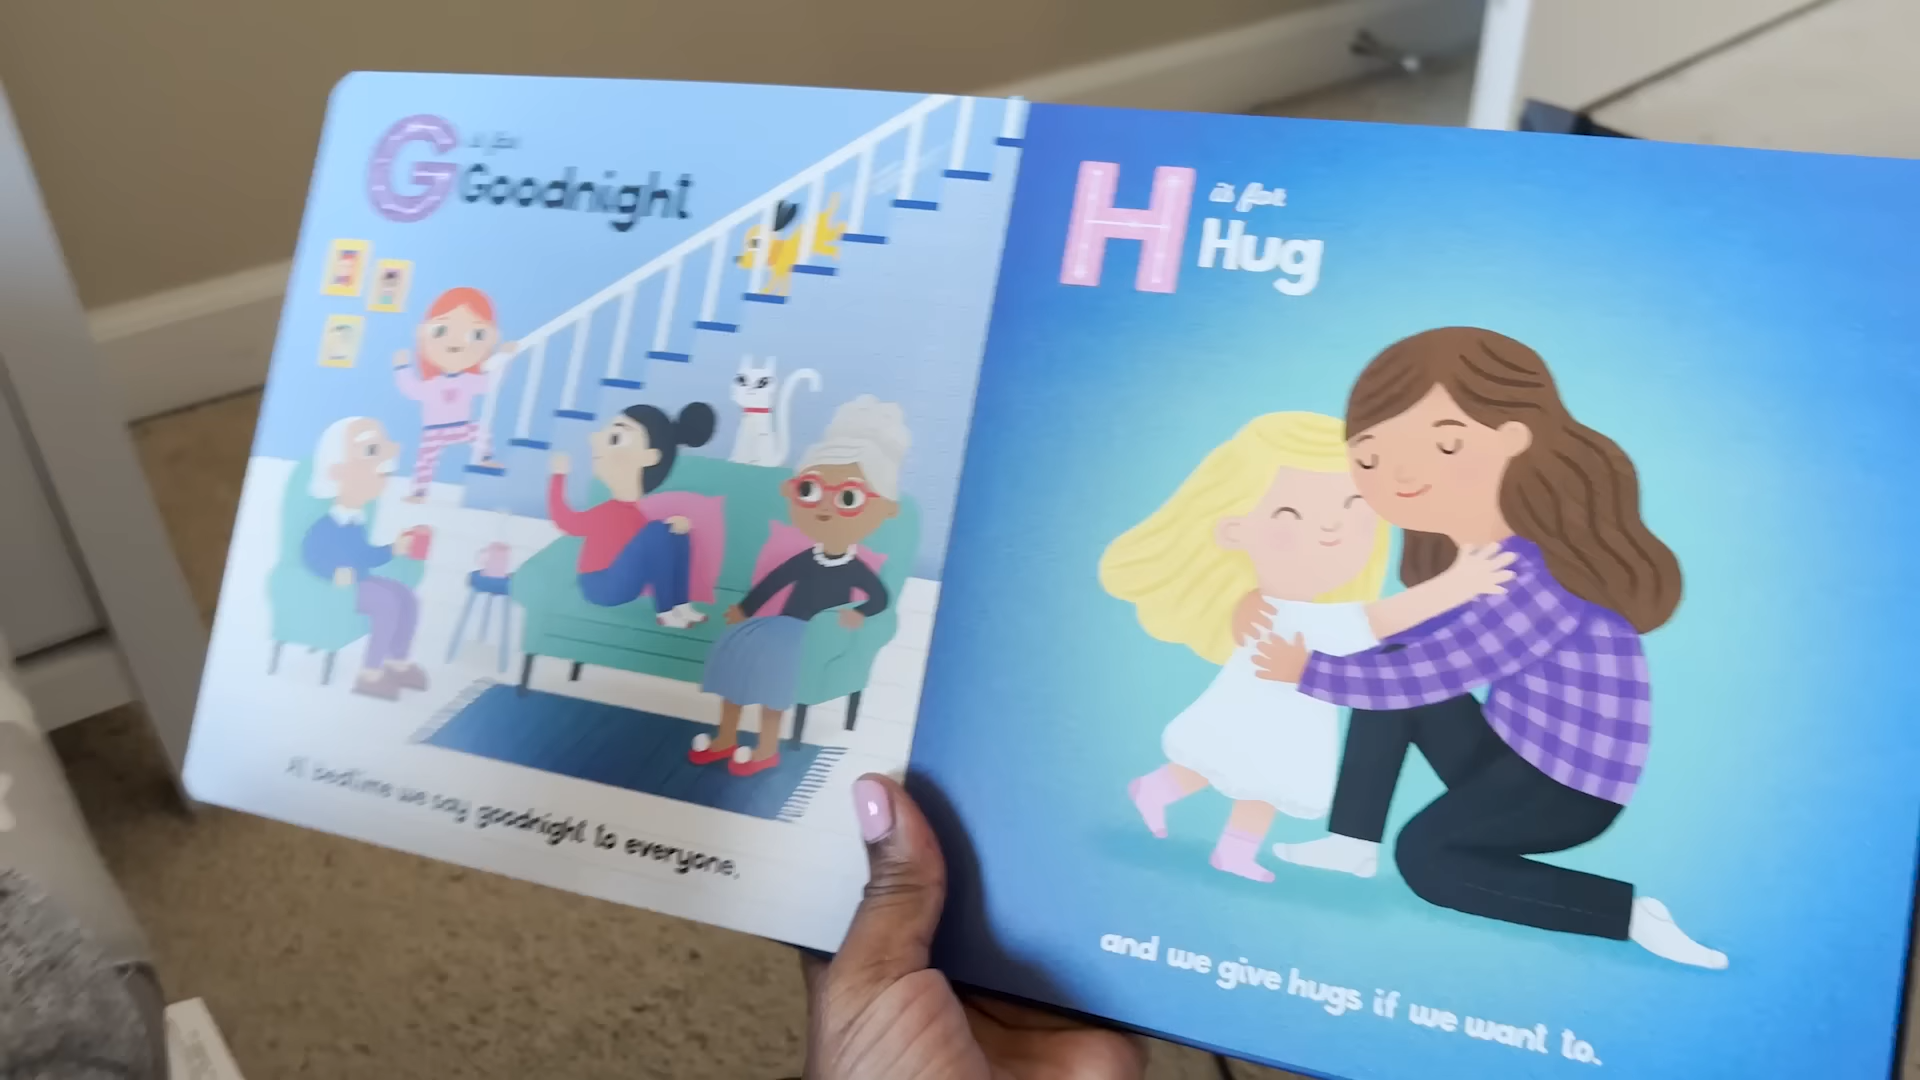 G is for
Goodnight
At bedtime we say goodnight to everyone,
H is for
Hug
and we give hugs if we want to.